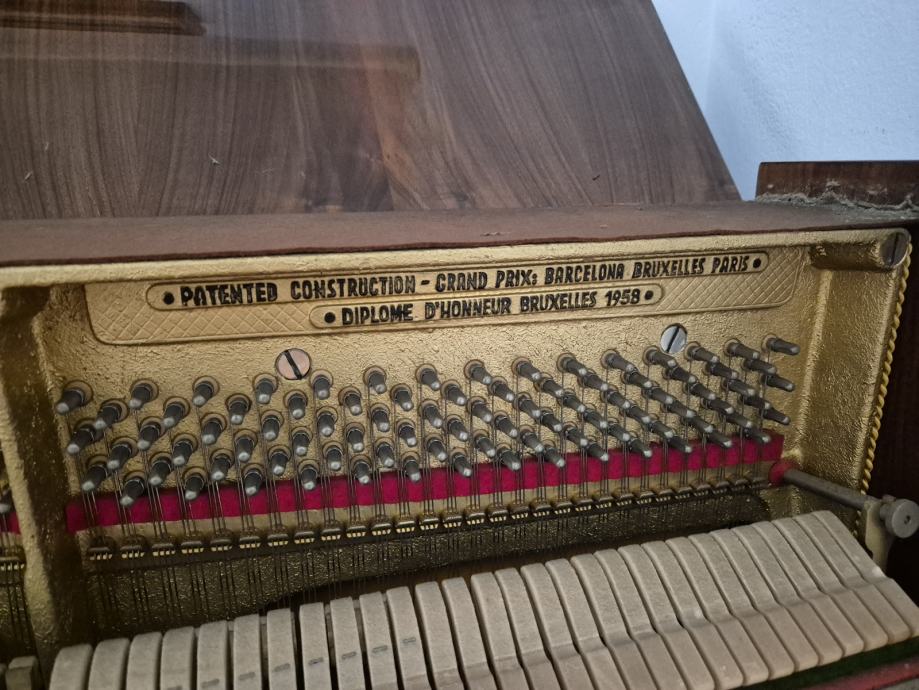 • PATENTED CONSTRUCTION - GRAND PRIX: BARCELONA BRUXELLES PARIS •
• DIPLOME D'HONNEUR BRUXELLES 1958 •